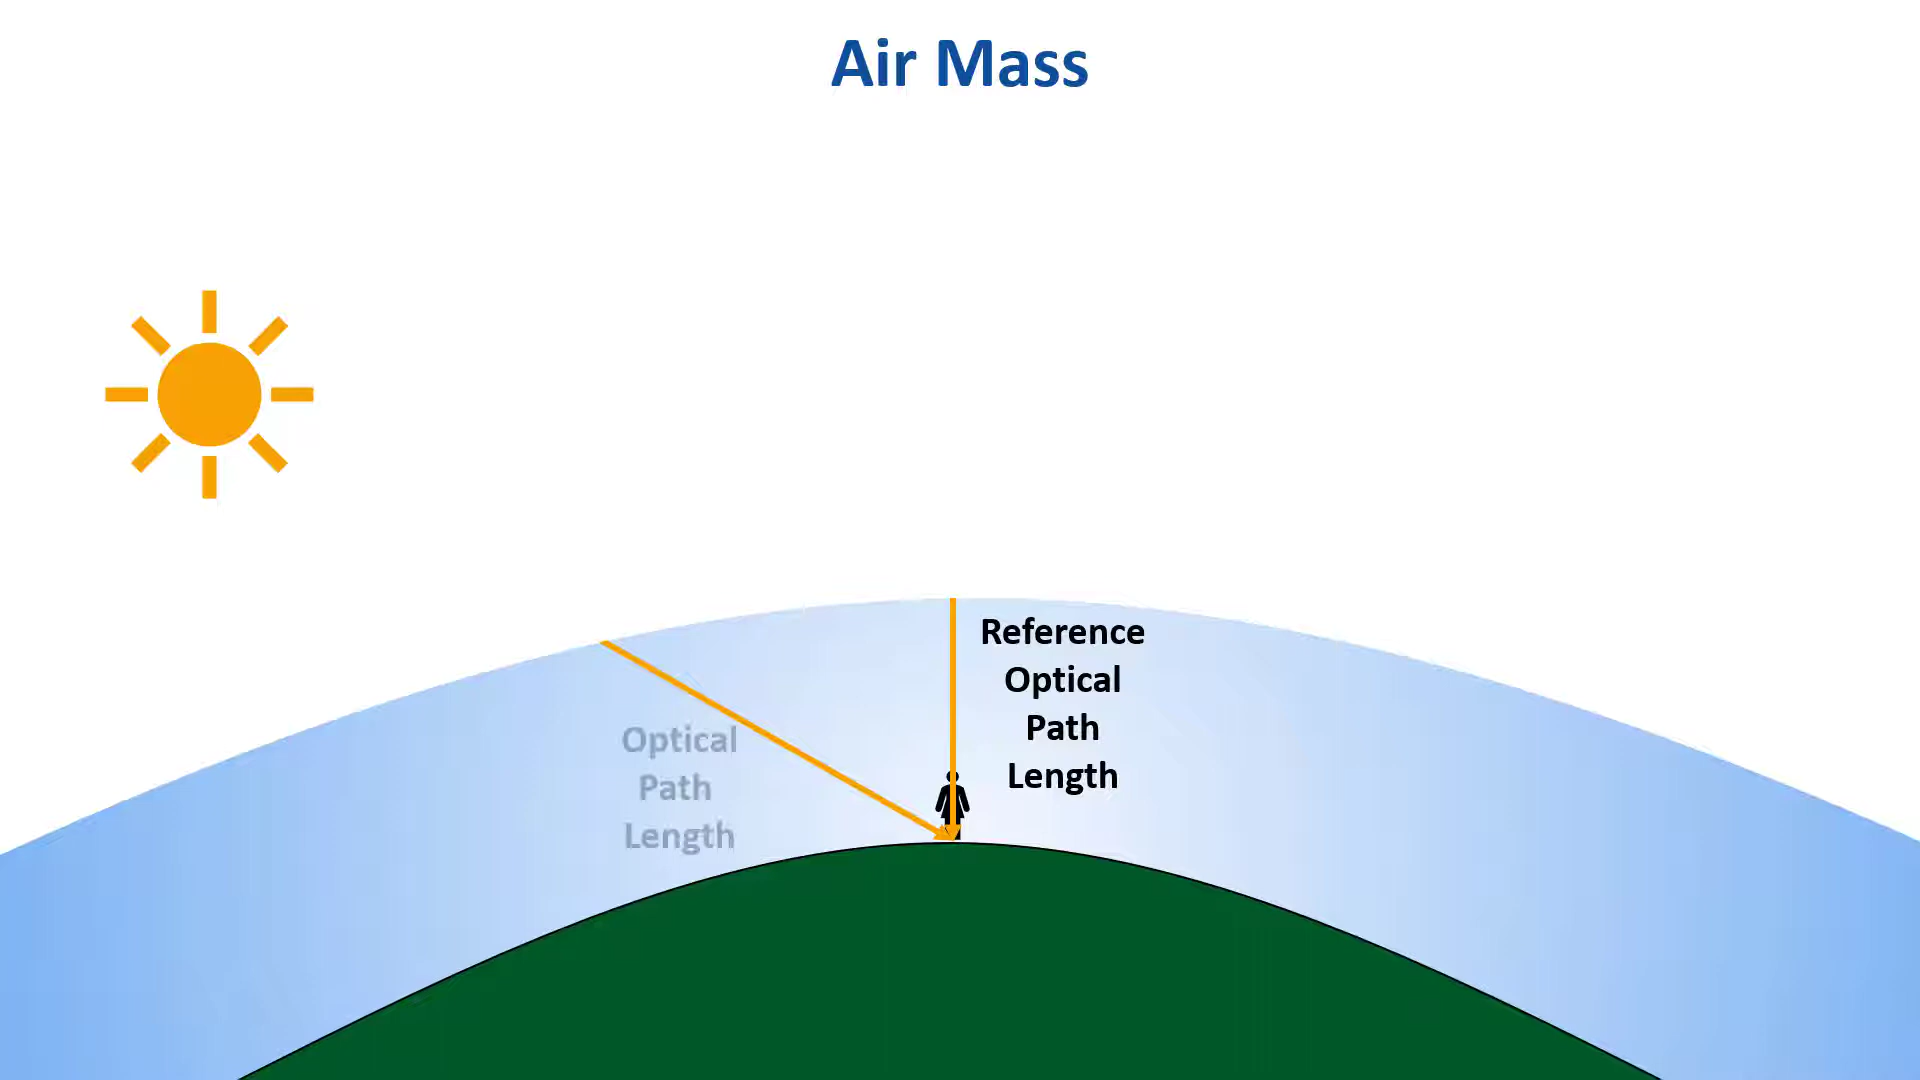 Air Mass
Optical
Path
Length
Reference
Optical
Path
Length